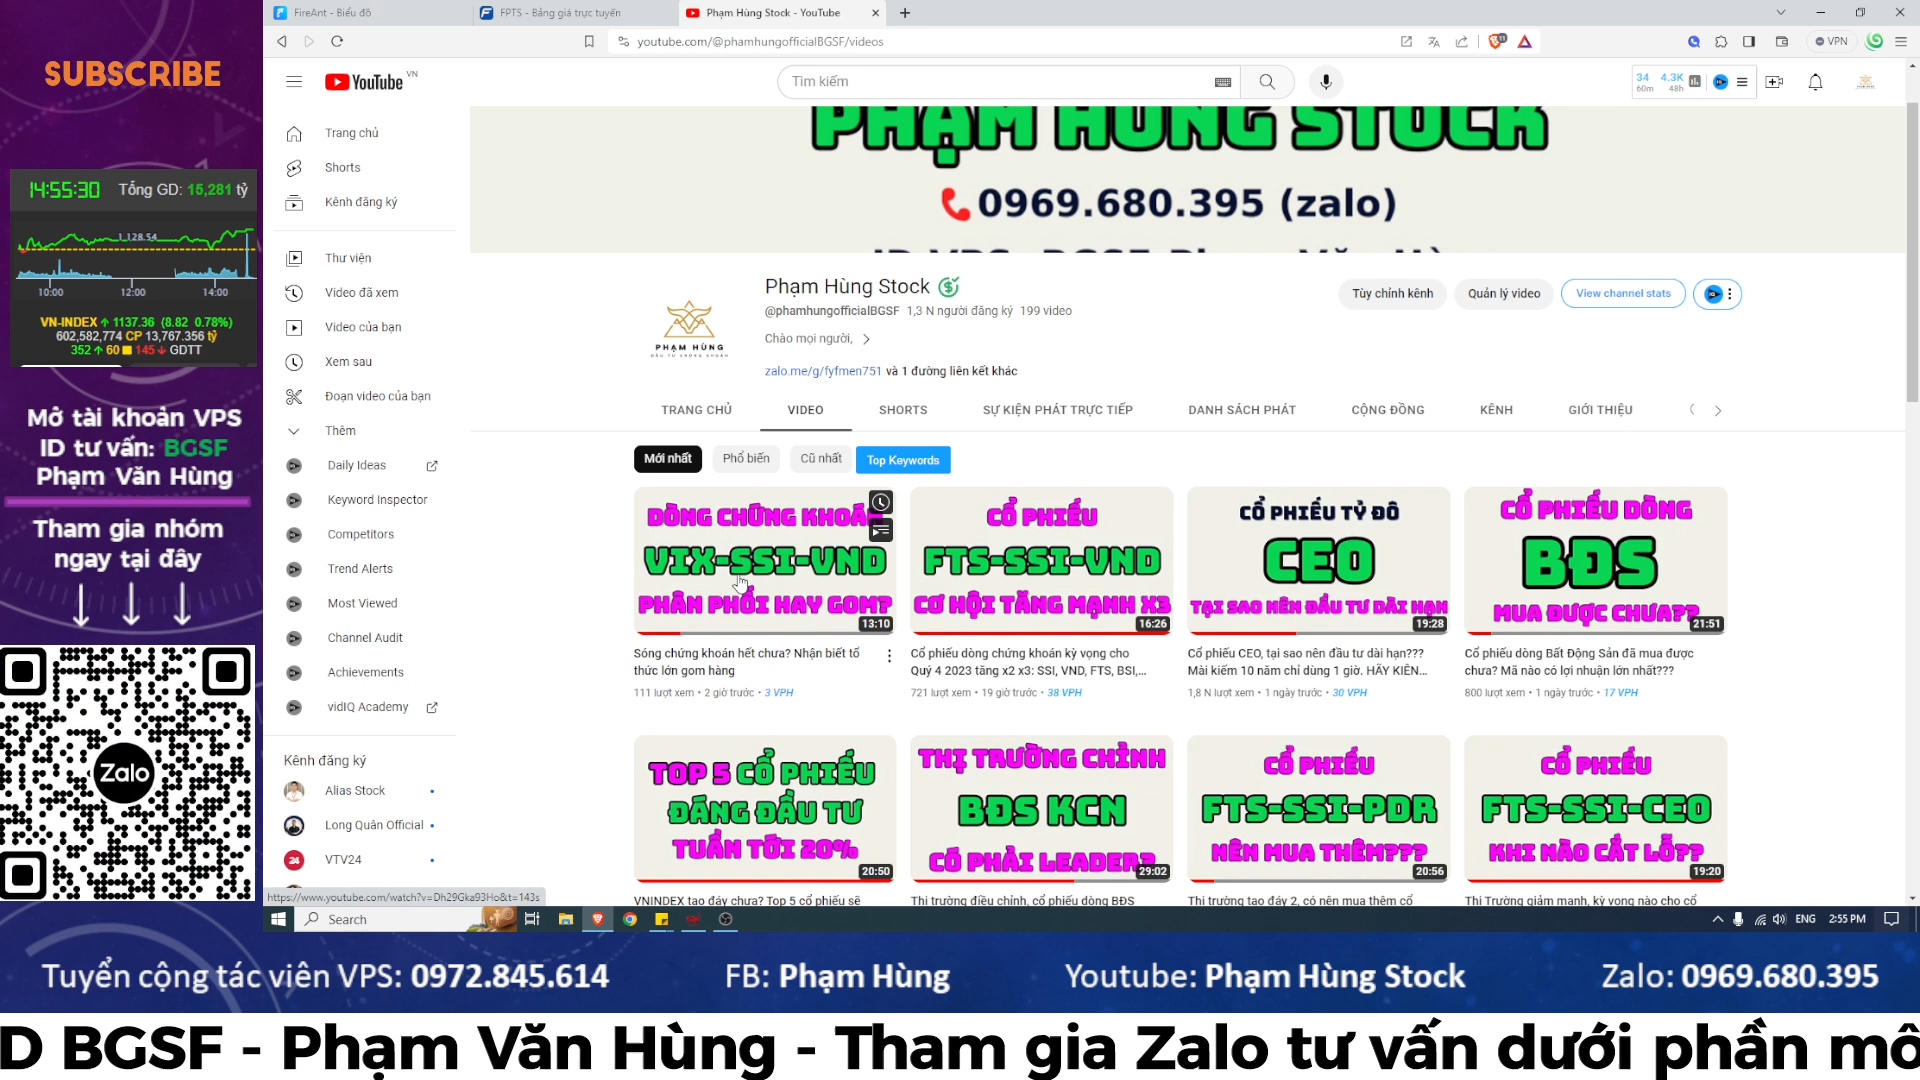 SUBSCRIBE
14:55:30 Tổng GD: 15,281 tỷ
1,128.54
10:00 12:00 14:00
VN-INDEX ↑ 1137.36 (8.82 0.78%)
602,582,774 CP 13,767.356 tỷ
352 ↑ 60 145 ↓ GDTT
Mở tài khoản VPS
ID tư vấn: BGSF
Phạm Văn Hùng
Tham gia nhóm
ngay tại đây
Zalo
FireAnt - Biểu đồ
FPTS - Bảng giá trực tuyến
Phạm Hùng Stock - YouTube
youtube.com/@phamhungofficialBGSF/videos
VPN
YouTube VN
Tìm kiếm
34 4.3K
60m 48h
Trang chủ
Shorts
Kênh đăng ký
Thư viện
Video đã xem
Video của bạn
Xem sau
Đoạn video của bạn
Thêm
Daily Ideas
Keyword Inspector
Competitors
Trend Alerts
Most Viewed
Channel Audit
Achievements
vidIQ Academy
Kênh đăng ký
Alias Stock
Long Quân Official
VTV24
https://www.youtube.com/watch?v=Dh29Gka93Ho&t=143s
PHẠM HÙNG STOCK
0969.680.395 (zalo)
PHẠM HÙNG
ĐẦU TƯ CHỨNG KHOÁN
Phạm Hùng Stock
@phamhungofficialBGSF 1,3 N người đăng ký 199 video
Chào mọi người,
zalo.me/g/fyfmen751 và 1 đường liên kết khác
Tùy chỉnh kênh
Quản lý video
View channel stats
TRANG CHỦ VIDEO SHORTS SỰ KIỆN PHÁT TRỰC TIẾP DANH SÁCH PHÁT CỘNG ĐỒNG KÊNH GIỚI THIỆU
Mới nhất Phổ biến Cũ nhất Top Keywords
DÒNG CHỨNG KHOÁN
VIX-SSI-VND
PHÂN PHỐI HAY GOM?
13:10
Sóng chứng khoán hết chưa? Nhận biết tổ
thức lớn gom hàng
111 lượt xem • 2 giờ trước • 3 VPH
CỔ PHIẾU
FTS-SSI-VND
CƠ HỘI TĂNG MẠNH X3
16:26
Cổ phiếu dòng chứng khoán kỳ vọng cho
Quý 4 2023 tăng x2 x3: SSI, VND, FTS, BSI,...
721 lượt xem • 19 giờ trước • 38 VPH
CỔ PHIẾU TỶ ĐÔ
CEO
TẠI SAO NÊN ĐẦU TƯ DÀI HẠN
19:28
Cổ phiếu CEO, tại sao nên đầu tư dài hạn???
Mài kiếm 10 năm chỉ dùng 1 giờ. HÃY KIÊN...
1,8 N lượt xem • 1 ngày trước • 30 VPH
CỔ PHIẾU DÒNG
BĐS
MUA ĐƯỢC CHƯA??
21:51
Cổ phiếu dòng Bất Động Sản đã mua được
chưa? Mã nào có lợi nhuận lớn nhất???
800 lượt xem • 1 ngày trước • 17 VPH
TOP 5 CỔ PHIẾU
ĐÁNG ĐẦU TƯ
TUẦN TỚI 20%
20:50
VNINDEX tạo đáy chưa? Top 5 cổ phiếu sẽ
THỊ TRƯỜNG CHỈNH
BĐS KCN
CÓ PHẢI LEADER?
29:02
Thị trường điều chỉnh, cổ phiếu dòng BĐS
CỔ PHIẾU
FTS-SSI-PDR
NÊN MUA THÊM???
20:56
Thị trường tạo đáy 2, có nên mua thêm cổ
CỔ PHIẾU
FTS-SSI-CEO
KHI NÀO CẮT LỖ??
19:20
Thị Trường giảm mạnh, kỳ vọng nào cho cổ
Search
ENG 2:55 PM
Tuyển cộng tác viên VPS: 0972.845.614 FB: Phạm Hùng Youtube: Phạm Hùng Stock Zalo: 0969.680.395
D BGSF - Phạm Văn Hùng - Tham gia Zalo tư vấn dưới phần mô